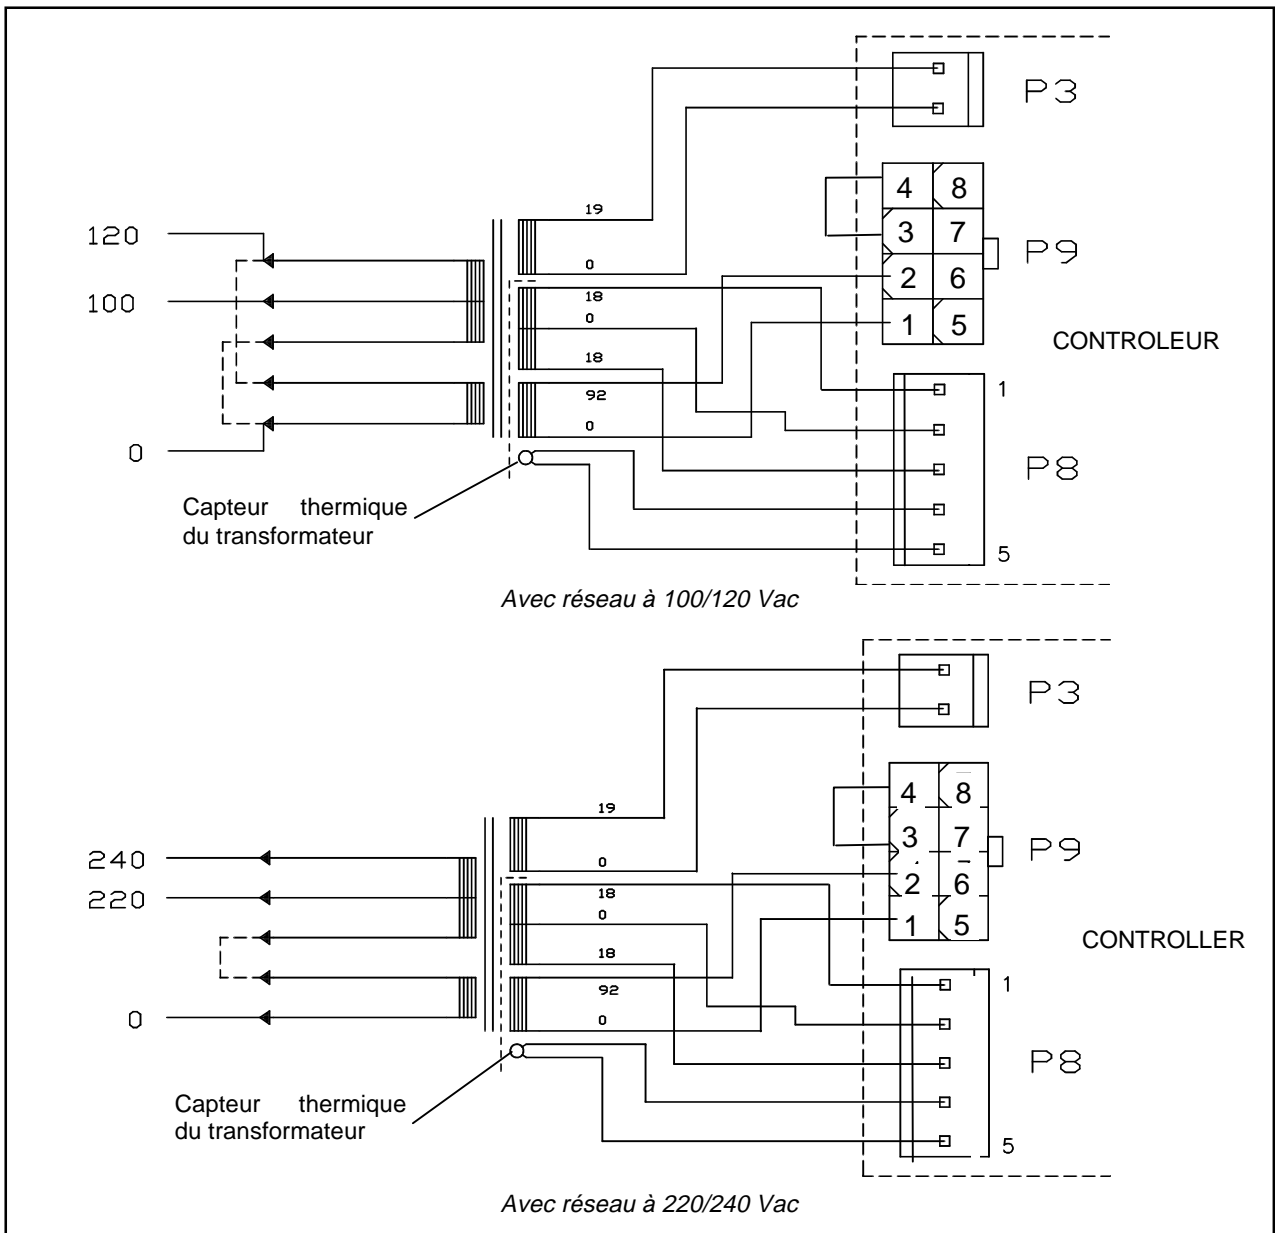 P3
19
4 8
120
3 7
P9
0
2 6
100
18
0
1 5
CONTROLEUR
18
1
92
0
0
P8
Capteur thermique
du transformateur
5
Avec réseau à 100/120 Vac
P3
4 8
19
3 7
P9
240
0
2 6
220
18
0
1 5
CONTROLLER
18
1
92
0
0
P8
Capteur thermique
du transformateur
5
Avec réseau à 220/240 Vac